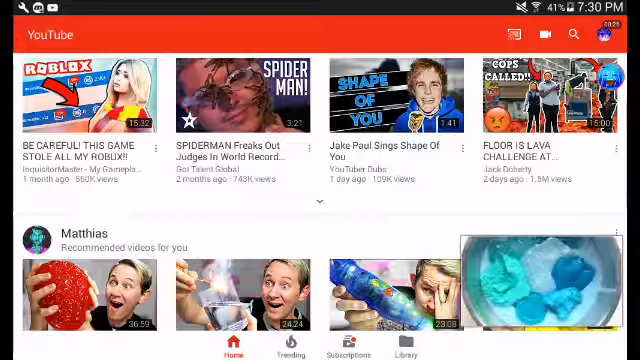 41% 7:30 PM
YouTube
00:26
ROBLOX
15:32
SPIDER
MAN!
3:21
SHAPE
OF
YOU
1:41
COPS
CALLED!!
15:00
BE CAREFUL! THIS GAME
STOLE ALL MY ROBUX!!
InquisitorMaster - My Gamepla...
1 month ago · 560K views
SPIDERMAN Freaks Out
Judges In World Record...
Got Talent Global
2 months ago · 743K views
Jake Paul Sings Shape Of
You
YouTuber Dubs
1 day ago · 109K views
FLOOR IS LAVA
CHALLENGE AT...
Jack Doherty
2 days ago · 1.5M views
Matthias
Recommended videos for you
36:59
24:24
23:08
Home
Trending
Subscriptions
Library